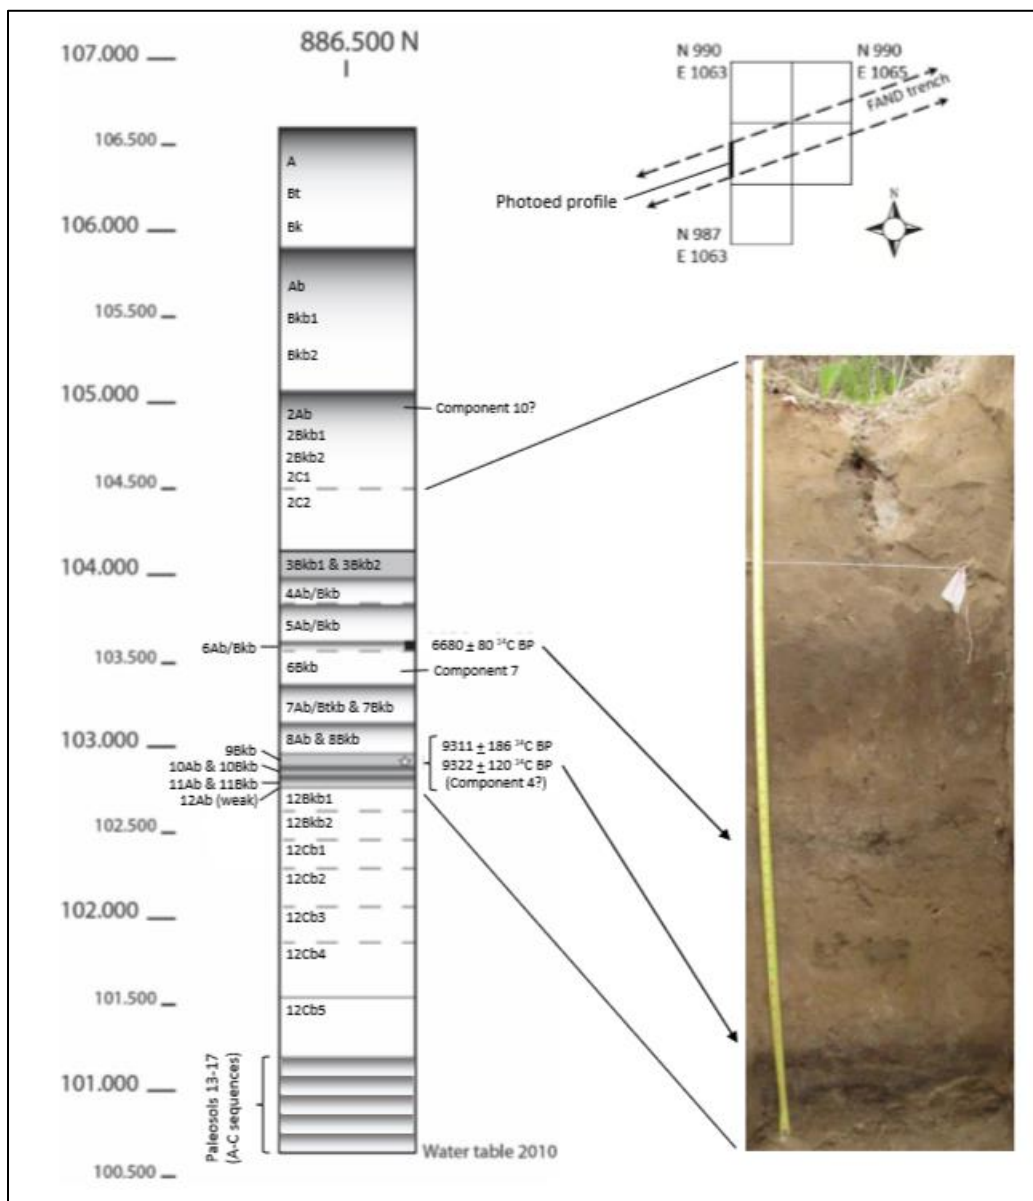 886.500 N
107.000
106.500
106.000
105.500
105.000
104.500
104.000
103.500
103.000
102.500
102.000
101.500
101.000
100.500
A
Bt
Bk
Ab
Bkb1
Bkb2
2Ab
2Bkb1
2Bkb2
2C1
2C2
3Bkb1 & 3Bkb2
4Ab/Bkb
5Ab/Bkb
6Ab/Bkb
6Bkb
7Ab/Btkb & 7Bkb
8Ab & 8Bkb
9Bkb
10Ab & 10Bkb
11Ab & 11Bkb
12Ab (weak)
12Bkb1
12Bkb2
12Cb1
12Cb2
12Cb3
12Cb4
12Cb5
Paleosols 13-17
(A-C sequences)
Water table 2010
Component 10?
6680 ± 80 ¹⁴C BP
Component 7
9311 ± 186 ¹⁴C BP
9322 ± 120 ¹⁴C BP
(Component 4?)
N 990
E 1063
N 990
E 1065
FAND trench
Photoed profile
N 987
E 1063
N